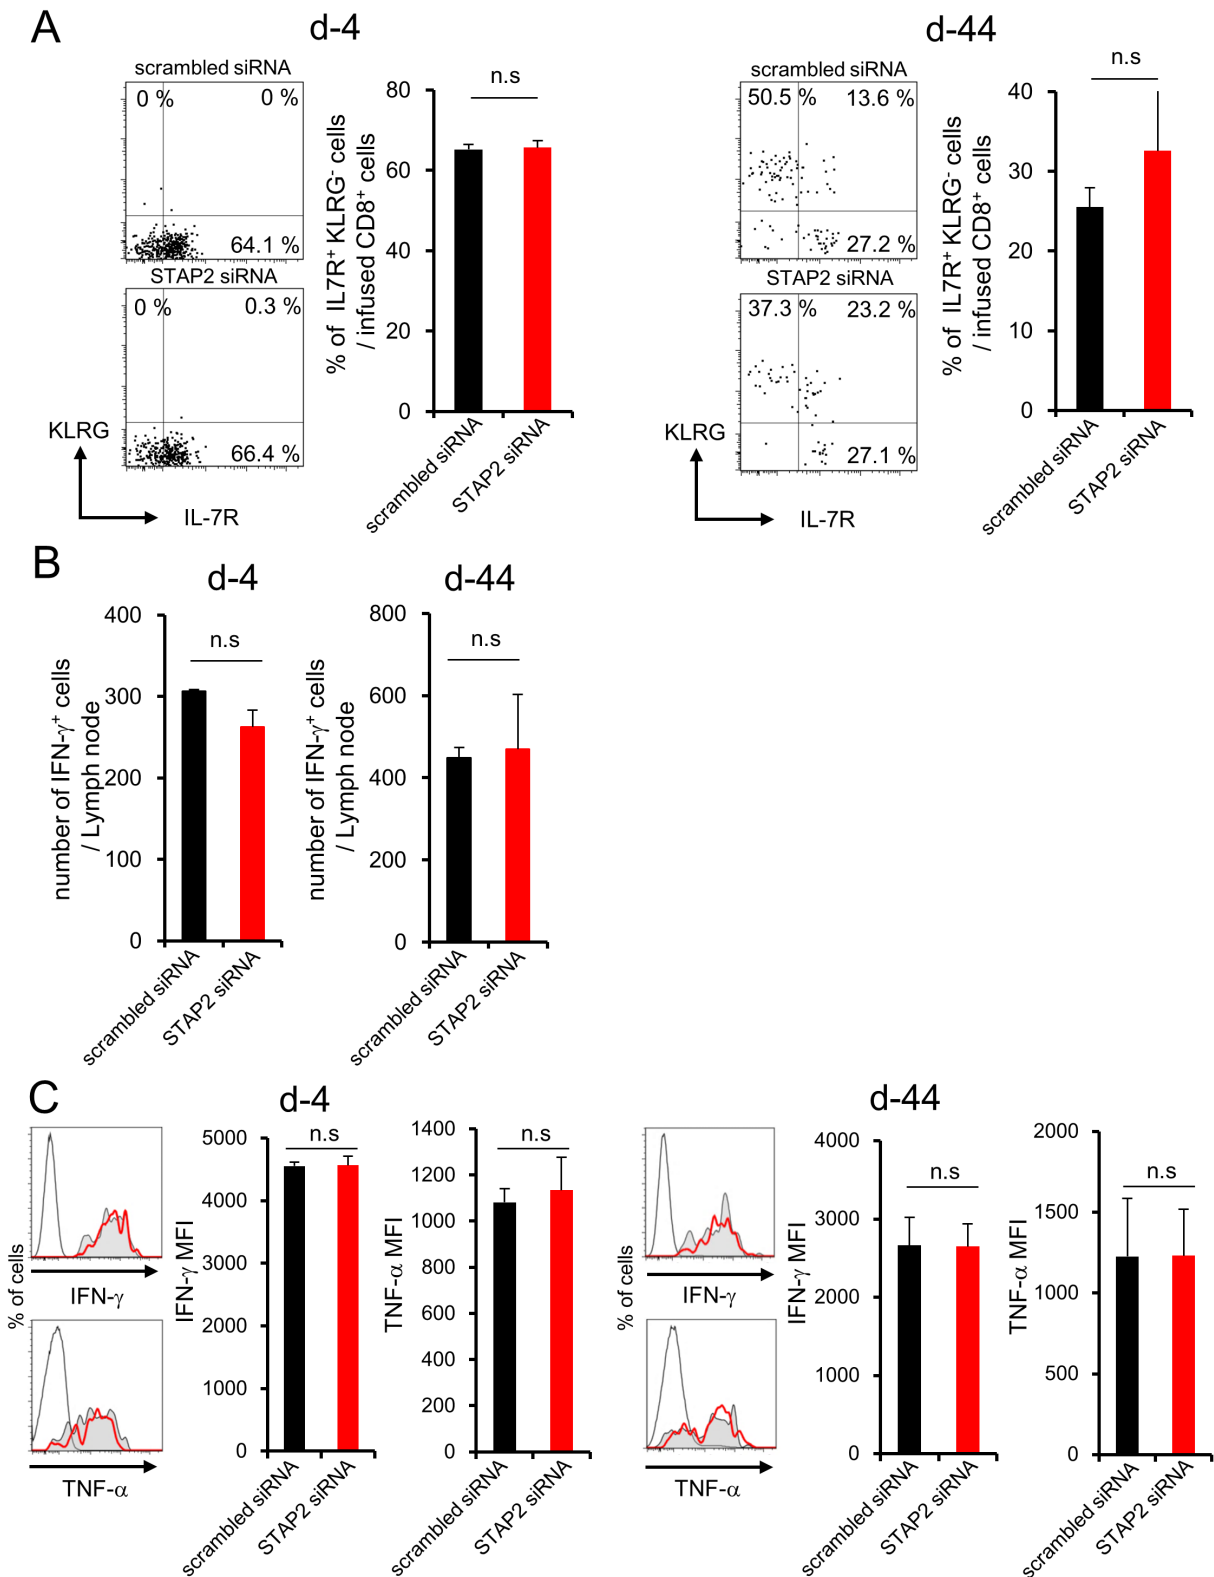 A
d-4
scrambled siRNA
0 % 0 %
64.1 %
STAP2 siRNA
0 % 0.3 %
66.4 %
KLRG
IL-7R
% of IL7R+ KLRG- cells
/ infused CD8+ cells
80
60
40
20
0
n.s
scrambled siRNA
STAP2 siRNA
d-44
scrambled siRNA
50.5 % 13.6 %
27.2 %
STAP2 siRNA
37.3 % 23.2 %
27.1 %
KLRG
IL-7R
% of IL7R+ KLRG- cells
/ infused CD8+ cells
40
30
20
10
0
n.s
scrambled siRNA
STAP2 siRNA
B
d-4
number of IFN-γ+ cells
/ Lymph node
400
300
200
100
0
n.s
scrambled siRNA
STAP2 siRNA
d-44
number of IFN-γ+ cells
/ Lymph node
800
600
400
200
0
n.s
scrambled siRNA
STAP2 siRNA
C
d-4
% of cells
IFN-γ
TNF-α
IFN-γ MFI
5000
4000
3000
2000
1000
0
n.s
scrambled siRNA
STAP2 siRNA
TNF-α MFI
1400
1200
1000
800
600
400
200
0
n.s
scrambled siRNA
STAP2 siRNA
d-44
% of cells
IFN-γ
TNF-α
IFN-γ MFI
4000
3000
2000
1000
0
n.s
scrambled siRNA
STAP2 siRNA
TNF-α MFI
2000
1500
1000
500
0
n.s
scrambled siRNA
STAP2 siRNA